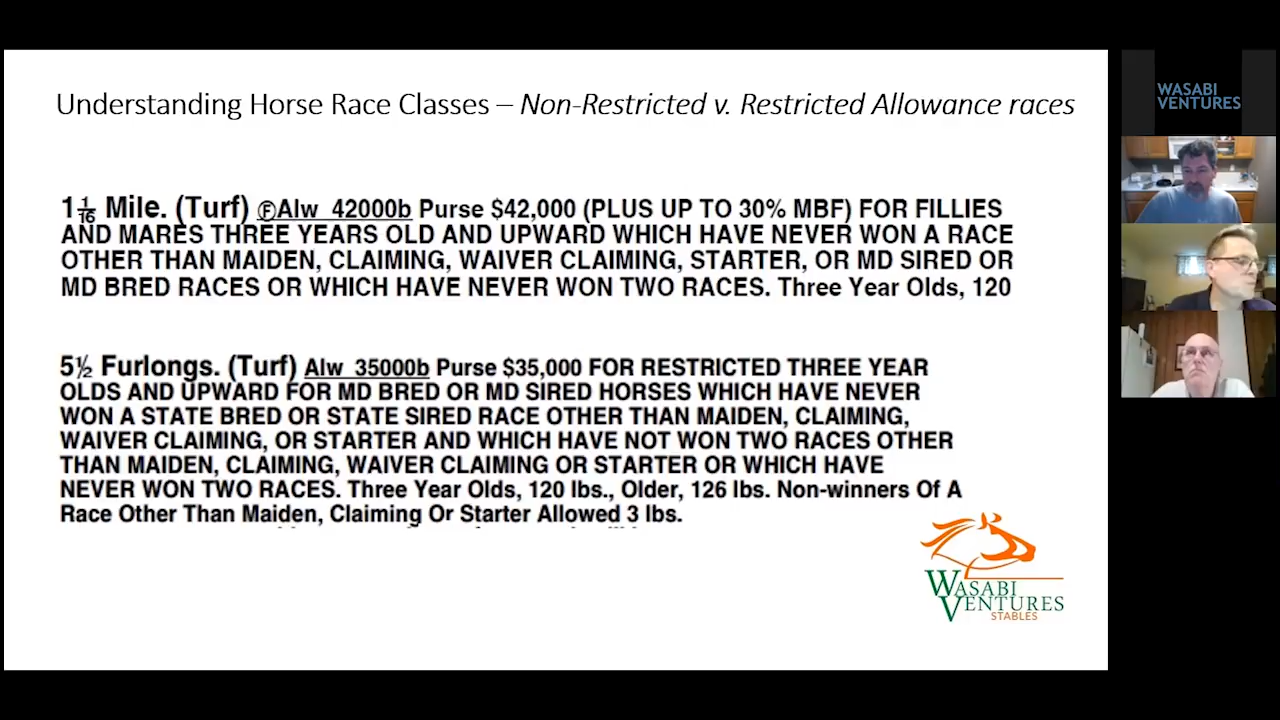 Understanding Horse Race Classes – Non-Restricted v. Restricted Allowance races
1 1/16 Mile. (Turf) ⒻAlw 42000b Purse $42,000 (PLUS UP TO 30% MBF) FOR FILLIES
AND MARES THREE YEARS OLD AND UPWARD WHICH HAVE NEVER WON A RACE
OTHER THAN MAIDEN, CLAIMING, WAIVER CLAIMING, STARTER, OR MD SIRED OR
MD BRED RACES OR WHICH HAVE NEVER WON TWO RACES. Three Year Olds, 120
5½ Furlongs. (Turf) Alw 35000b Purse $35,000 FOR RESTRICTED THREE YEAR
OLDS AND UPWARD FOR MD BRED OR MD SIRED HORSES WHICH HAVE NEVER
WON A STATE BRED OR STATE SIRED RACE OTHER THAN MAIDEN, CLAIMING,
WAIVER CLAIMING, OR STARTER AND WHICH HAVE NOT WON TWO RACES OTHER
THAN MAIDEN, CLAIMING, WAIVER CLAIMING OR STARTER OR WHICH HAVE
NEVER WON TWO RACES. Three Year Olds, 120 lbs., Older, 126 lbs. Non-winners Of A
Race Other Than Maiden, Claiming Or Starter Allowed 3 lbs.
WASABI
VENTURES
STABLES
WASABI
VENTURES